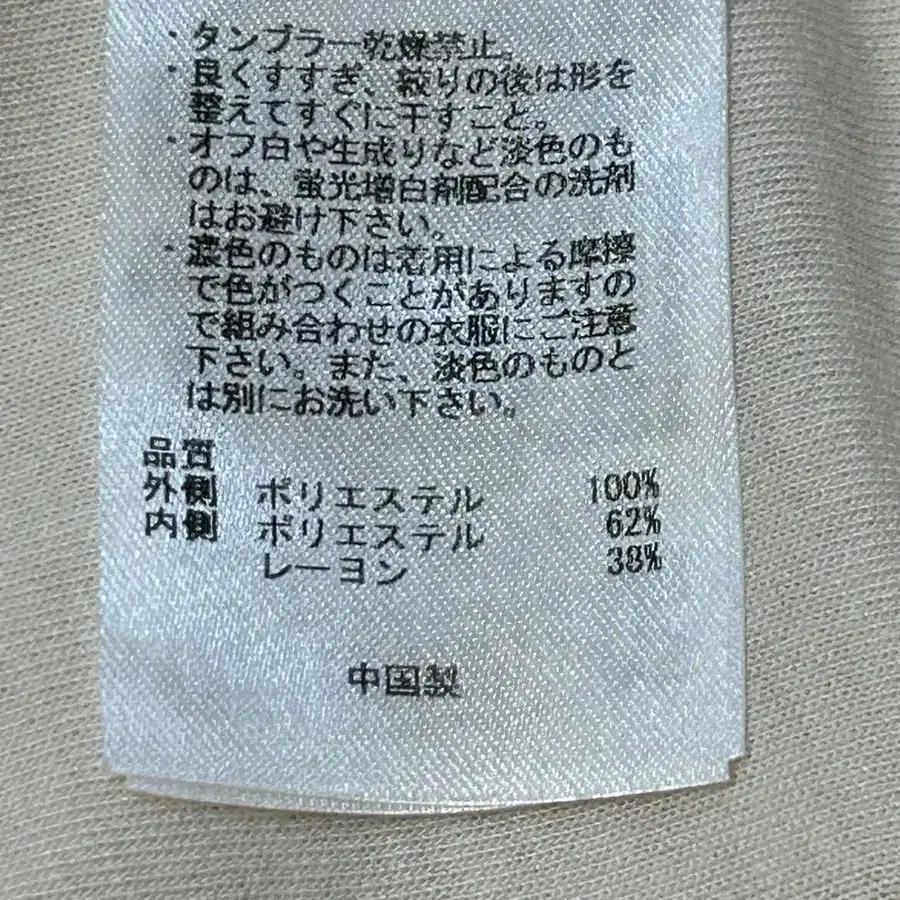 ・タンブラー乾燥禁止。
・良くすすぎ、絞りの後は形を
整えてすぐに干すこと。
・オフ白や生成りなど淡色のも
のは、蛍光増白剤配合の洗剤
はお避け下さい。
・濃色のものは着用による摩擦
で色がつくことがありますの
で組み合わせの衣服にご注意
下さい。また、淡色のものと
は別にお洗い下さい。
品質
外側 ポリエステル 100%
内側 ポリエステル 62%
レーヨン 38%
中国製